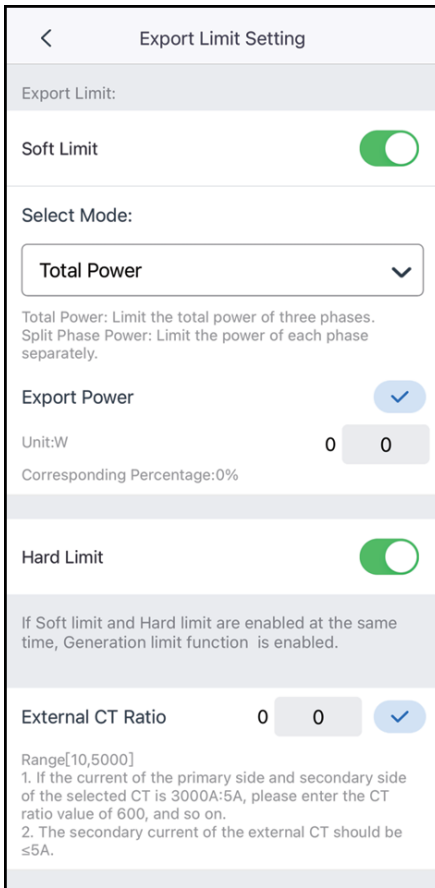 Export Limit Setting
Export Limit:
Soft Limit
Select Mode:
Total Power
Total Power: Limit the total power of three phases.
Split Phase Power: Limit the power of each phase
separately.
Export Power
Unit:W 0 0
Corresponding Percentage:0%
Hard Limit
If Soft limit and Hard limit are enabled at the same
time, Generation limit function is enabled.
External CT Ratio 0 0
Range[10,5000]
1. If the current of the primary side and secondary side
of the selected CT is 3000A:5A, please enter the CT
ratio value of 600, and so on.
2. The secondary current of the external CT should be
≤5A.